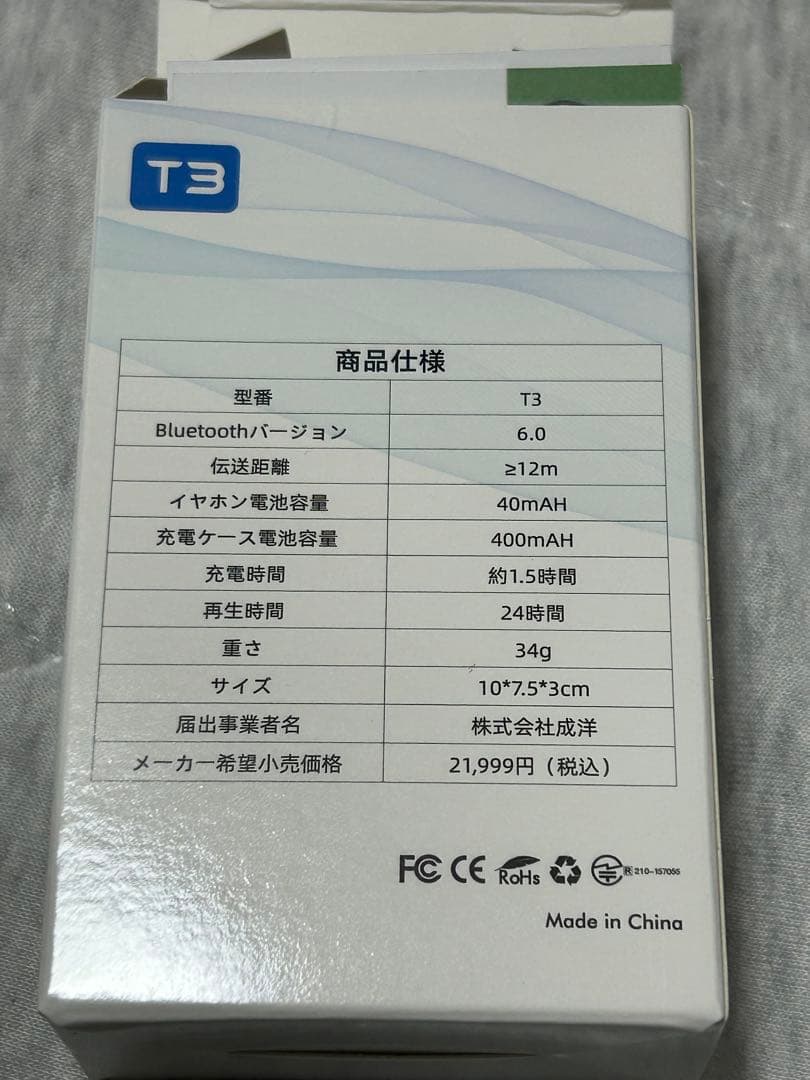 T3
商品仕様
型番 T3
Bluetoothバージョン 6.0
伝送距離 ≥12m
イヤホン電池容量 40mAH
充電ケース電池容量 400mAH
充電時間 約1.5時間
再生時間 24時間
重さ 34g
サイズ 10*7.5*3cm
届出事業者名 株式会社成洋
メーカー希望小売価格 21,999円（税込）
FC CE RoHS R 210-157055
Made in China